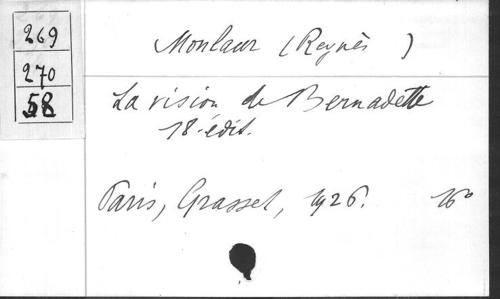 269
270
58
Monlaur (Reynès )
La vision de Bernadette
18e édit.
Paris, Grasset, 1926. 16°